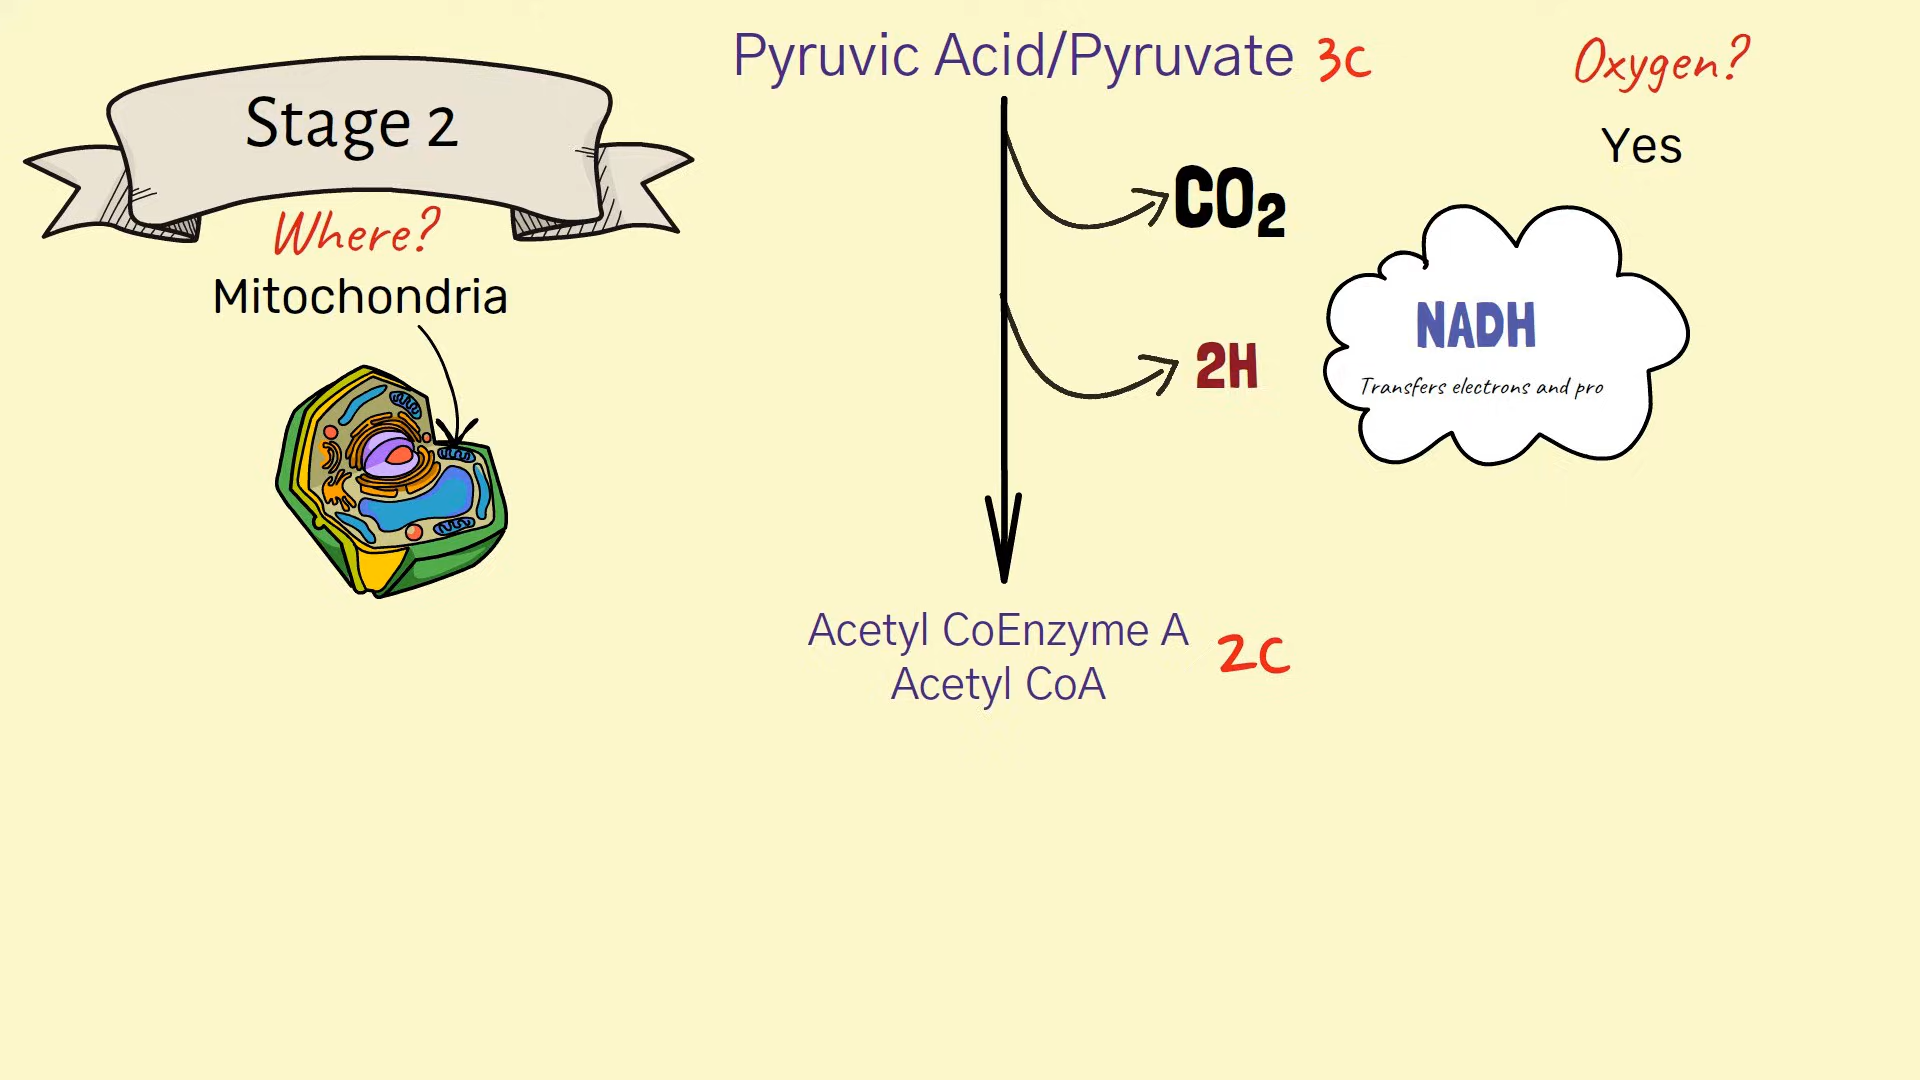 Stage 2
Where?
Mitochondria
Pyruvic Acid/Pyruvate 3C
CO₂
2H
Acetyl CoEnzyme A
Acetyl CoA
2C
Oxygen?
Yes
NADH
Transfers electrons and pro